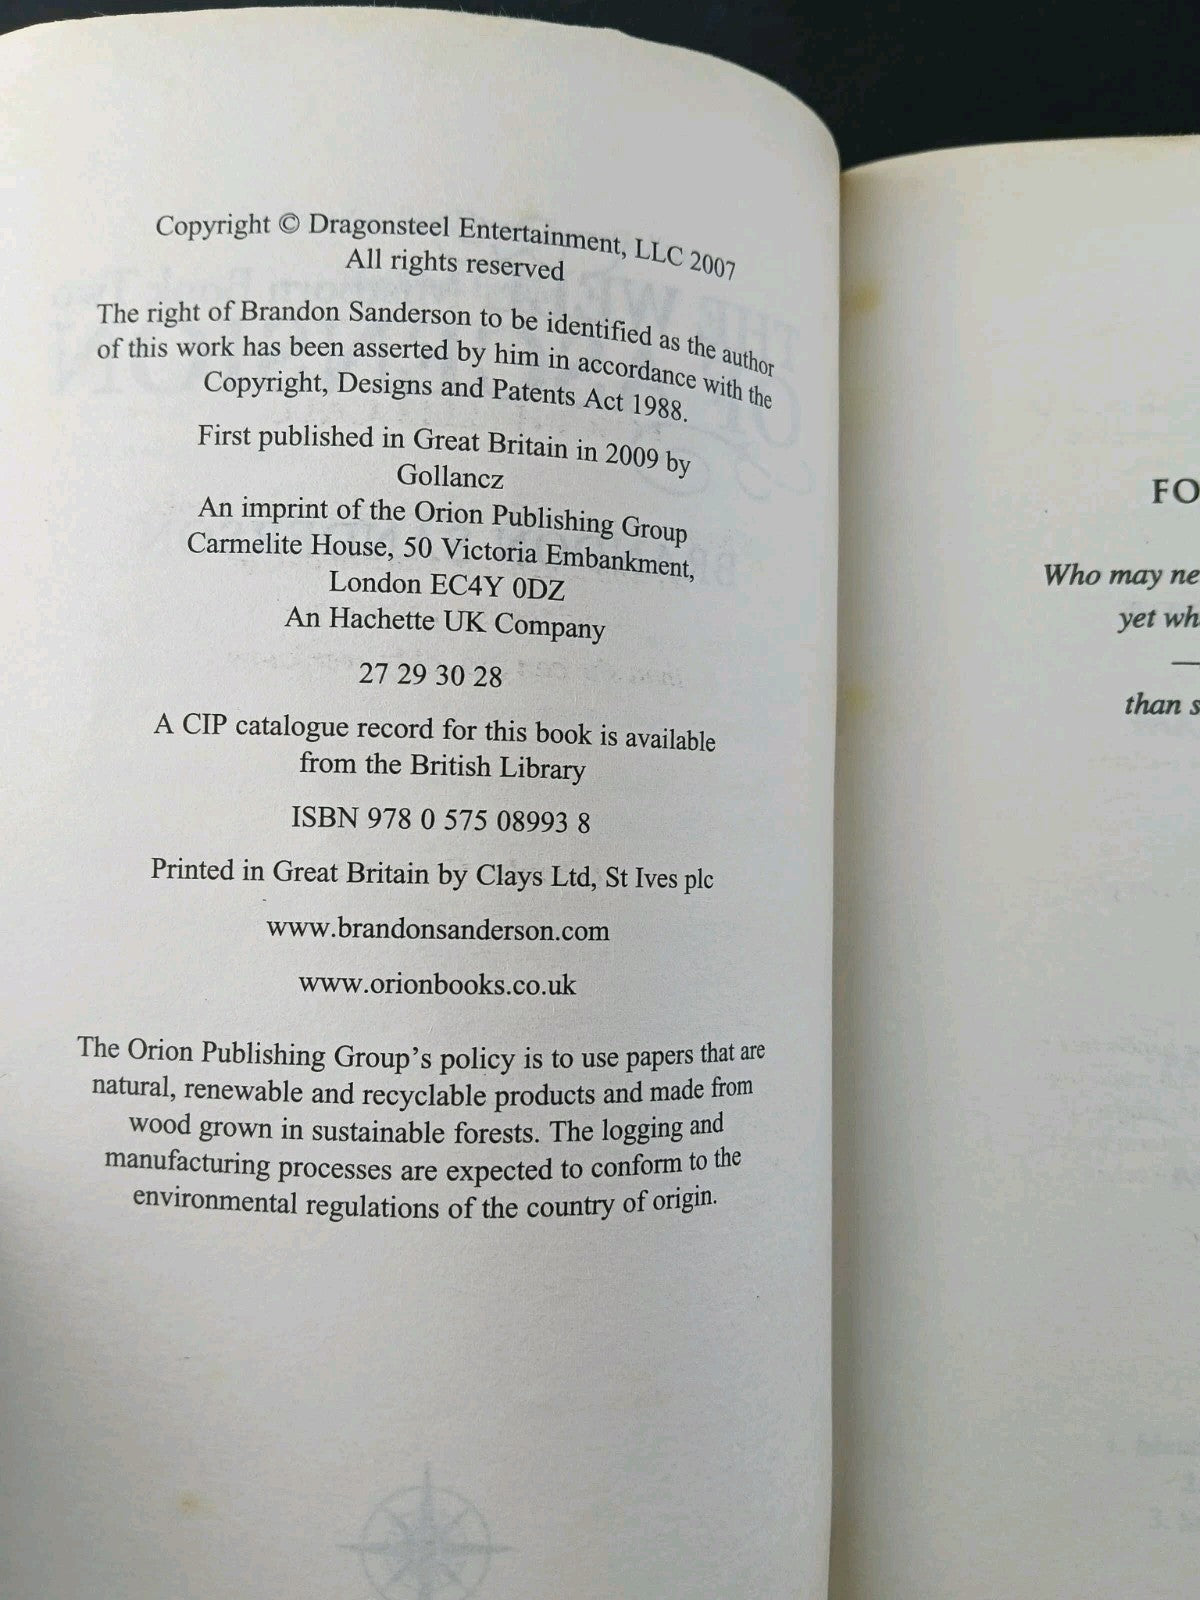 Copyright © Dragonsteel Entertainment, LLC 2007
All rights reserved
The right of Brandon Sanderson to be identified as the author
of this work has been asserted by him in accordance with the
Copyright, Designs and Patents Act 1988.
First published in Great Britain in 2009 by
Gollancz
An imprint of the Orion Publishing Group
Carmelite House, 50 Victoria Embankment,
London EC4Y 0DZ
An Hachette UK Company
27 29 30 28
A CIP catalogue record for this book is available
from the British Library
ISBN 978 0 575 08993 8
Printed in Great Britain by Clays Ltd, St Ives plc
www.brandonsanderson.com
www.orionbooks.co.uk
The Orion Publishing Group's policy is to use papers that are
natural, renewable and recyclable products and made from
wood grown in sustainable forests. The logging and
manufacturing processes are expected to conform to the
environmental regulations of the country of origin.
FO
Who may ne
yet wh
—
than s